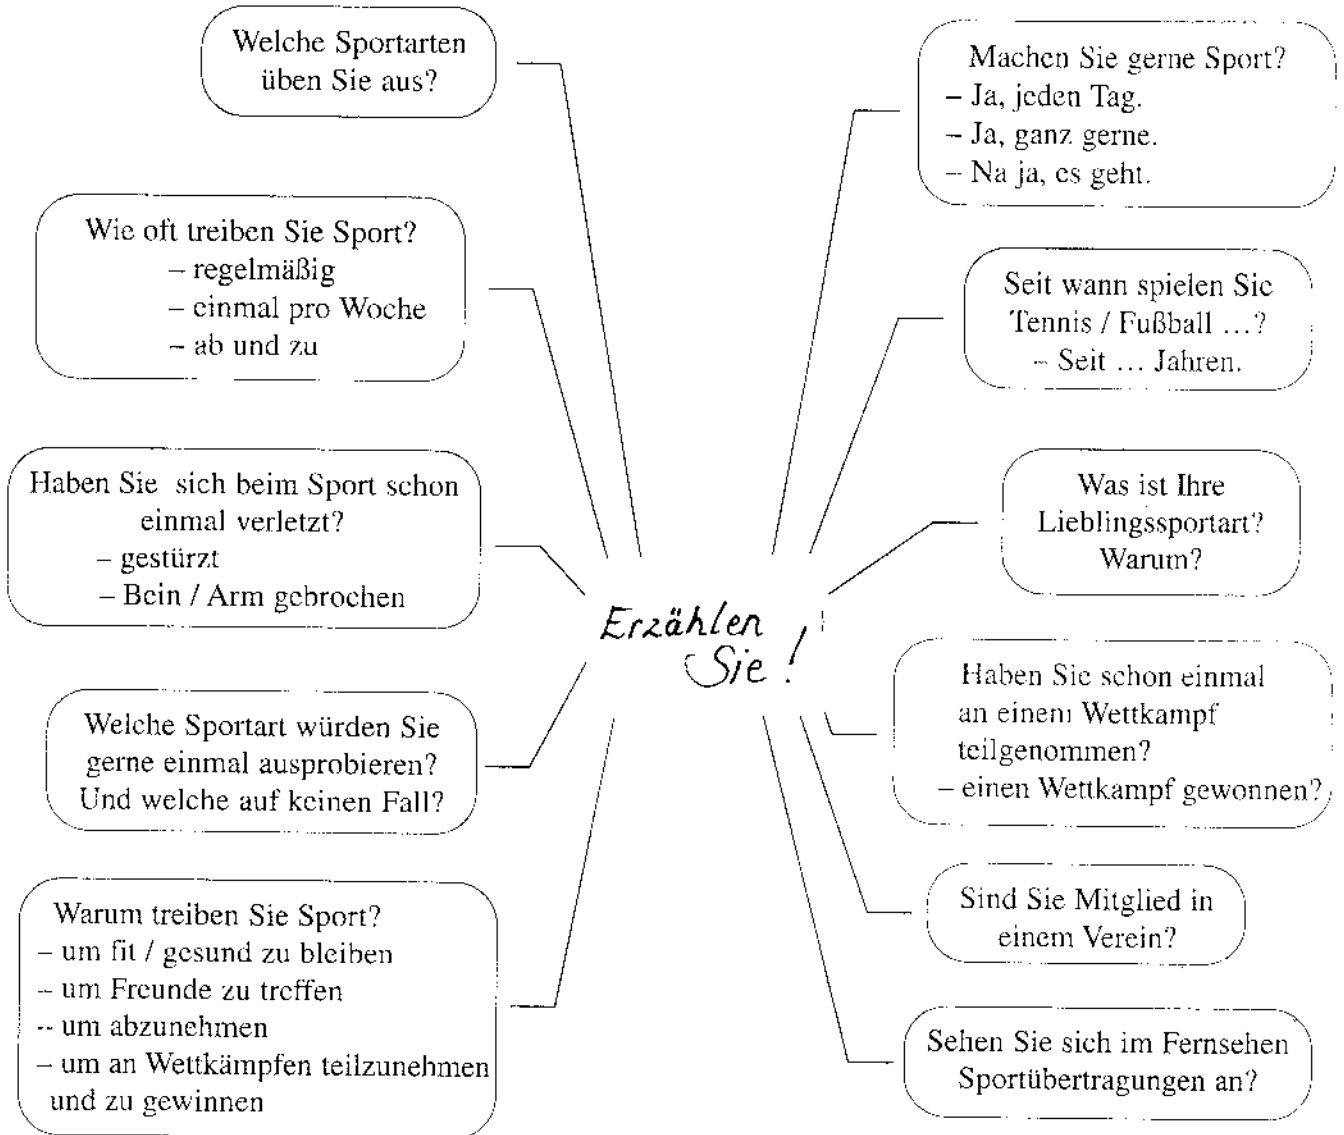 Welche Sportarten
üben Sie aus?
Wie oft treiben Sie Sport?
– regelmäßig
– einmal pro Woche
– ab und zu
Haben Sie sich beim Sport schon
einmal verletzt?
– gestürzt
– Bein / Arm gebrochen
Welche Sportart würden Sie
gerne einmal ausprobieren?
Und welche auf keinen Fall?
Warum treiben Sie Sport?
– um fit / gesund zu bleiben
– um Freunde zu treffen
– um abzunehmen
– um an Wettkämpfen teilzunehmen
und zu gewinnen
Erzählen
Sie!
Machen Sie gerne Sport?
– Ja, jeden Tag.
– Ja, ganz gerne.
– Na ja, es geht.
Seit wann spielen Sie
Tennis / Fußball ...?
– Seit ... Jahren.
Was ist Ihre
Lieblingssportart?
Warum?
Haben Sie schon einmal
an einem Wettkampf
teilgenommen?
– einen Wettkampf gewonnen?
Sind Sie Mitglied in
einem Verein?
Sehen Sie sich im Fernsehen
Sportübertragungen an?